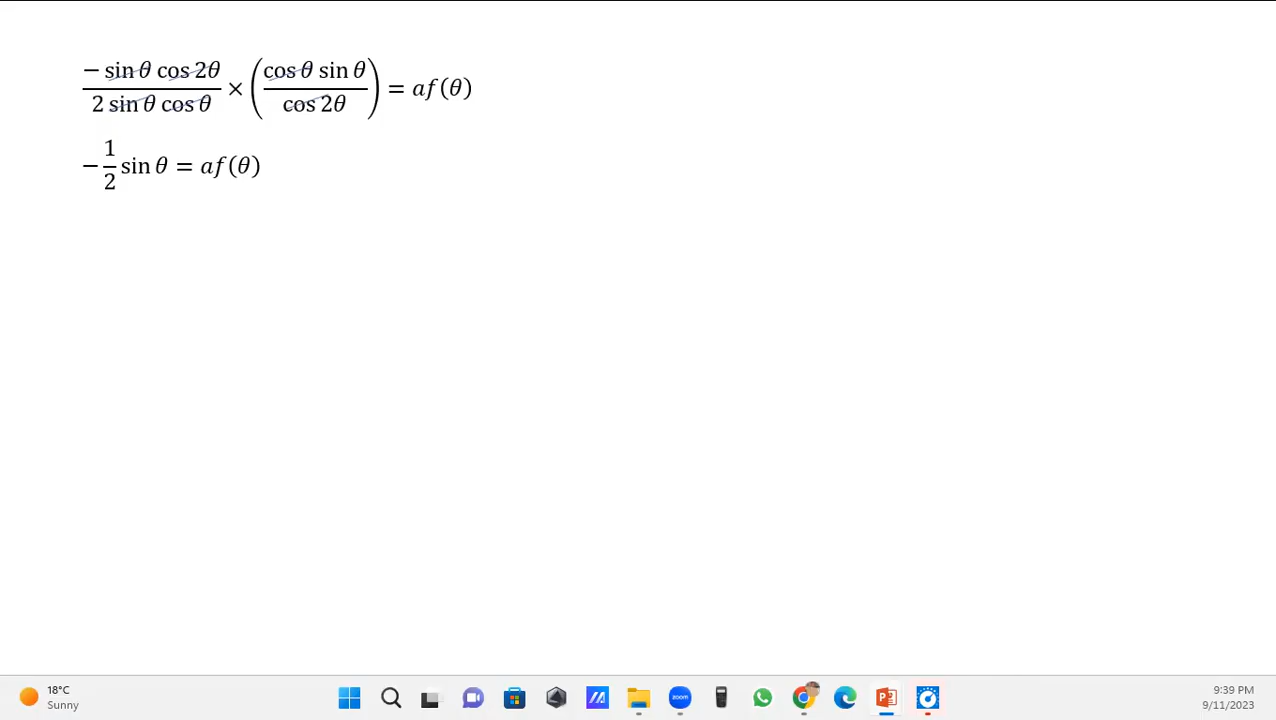 (− sin θ cos 2θ)/(2 sin θ cos θ) × ((cos θ sin θ)/(cos 2θ)) = af(θ)
−1/2 sin θ = af(θ)
18°C
Sunny
zoom
9:39 PM
9/11/2023